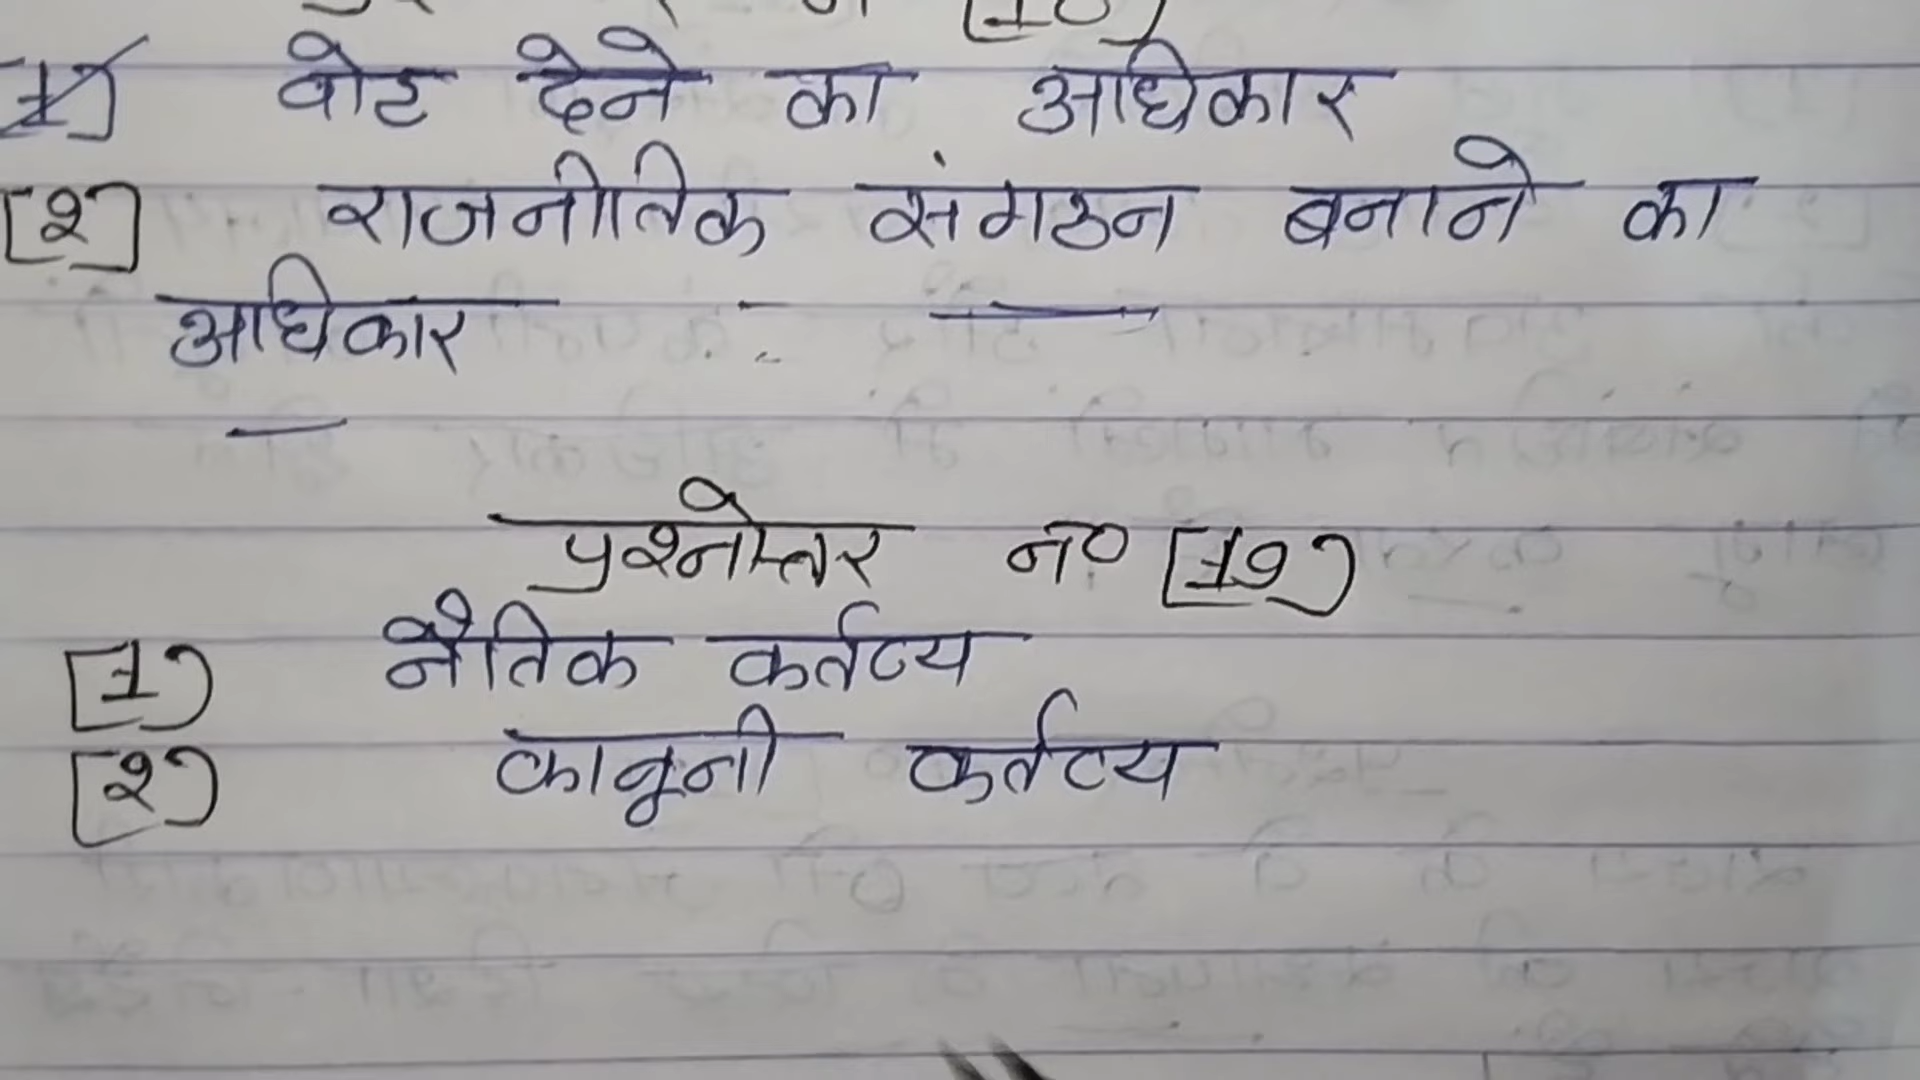 [1] वोट देने का अधिकार
[2] राजनीतिक संगठन बनाने का
अधिकार
प्रश्नोत्तर न० [19]
[1] नैतिक कर्तव्य
[2] कानूनी कर्तव्य